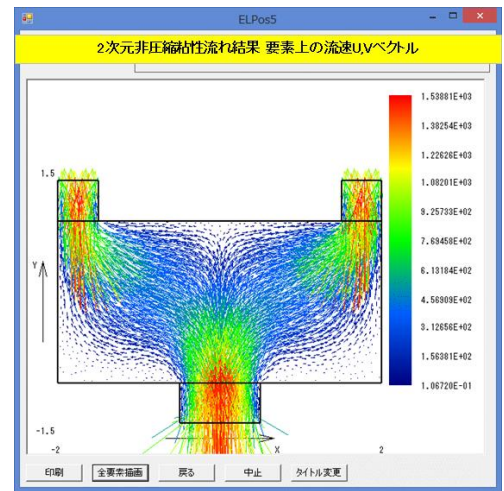 ELPos5
2次元非圧縮粘性流れ結果 要素上の流速U,Vベクトル
1.53881E+03
1.38254E+03
1.22626E+03
1.08201E+03
9.25733E+02
7.69458E+02
6.13184E+02
4.56909E+02
3.12656E+02
1.56381E+02
1.06720E-01
1.5
Y
-1.5
-2
X
2
印刷
全要素描画
戻る
中止
タイトル変更